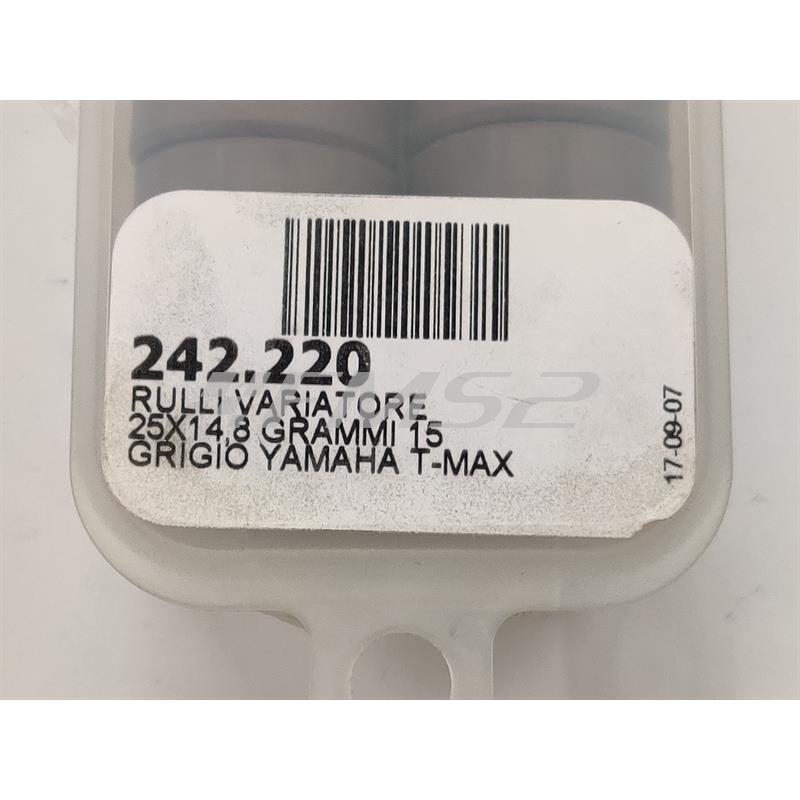 242.220
RULLI VARIATORE
25X14,8 GRAMMI 15
GRIGIO YAMAHA T-MAX
17-09-07